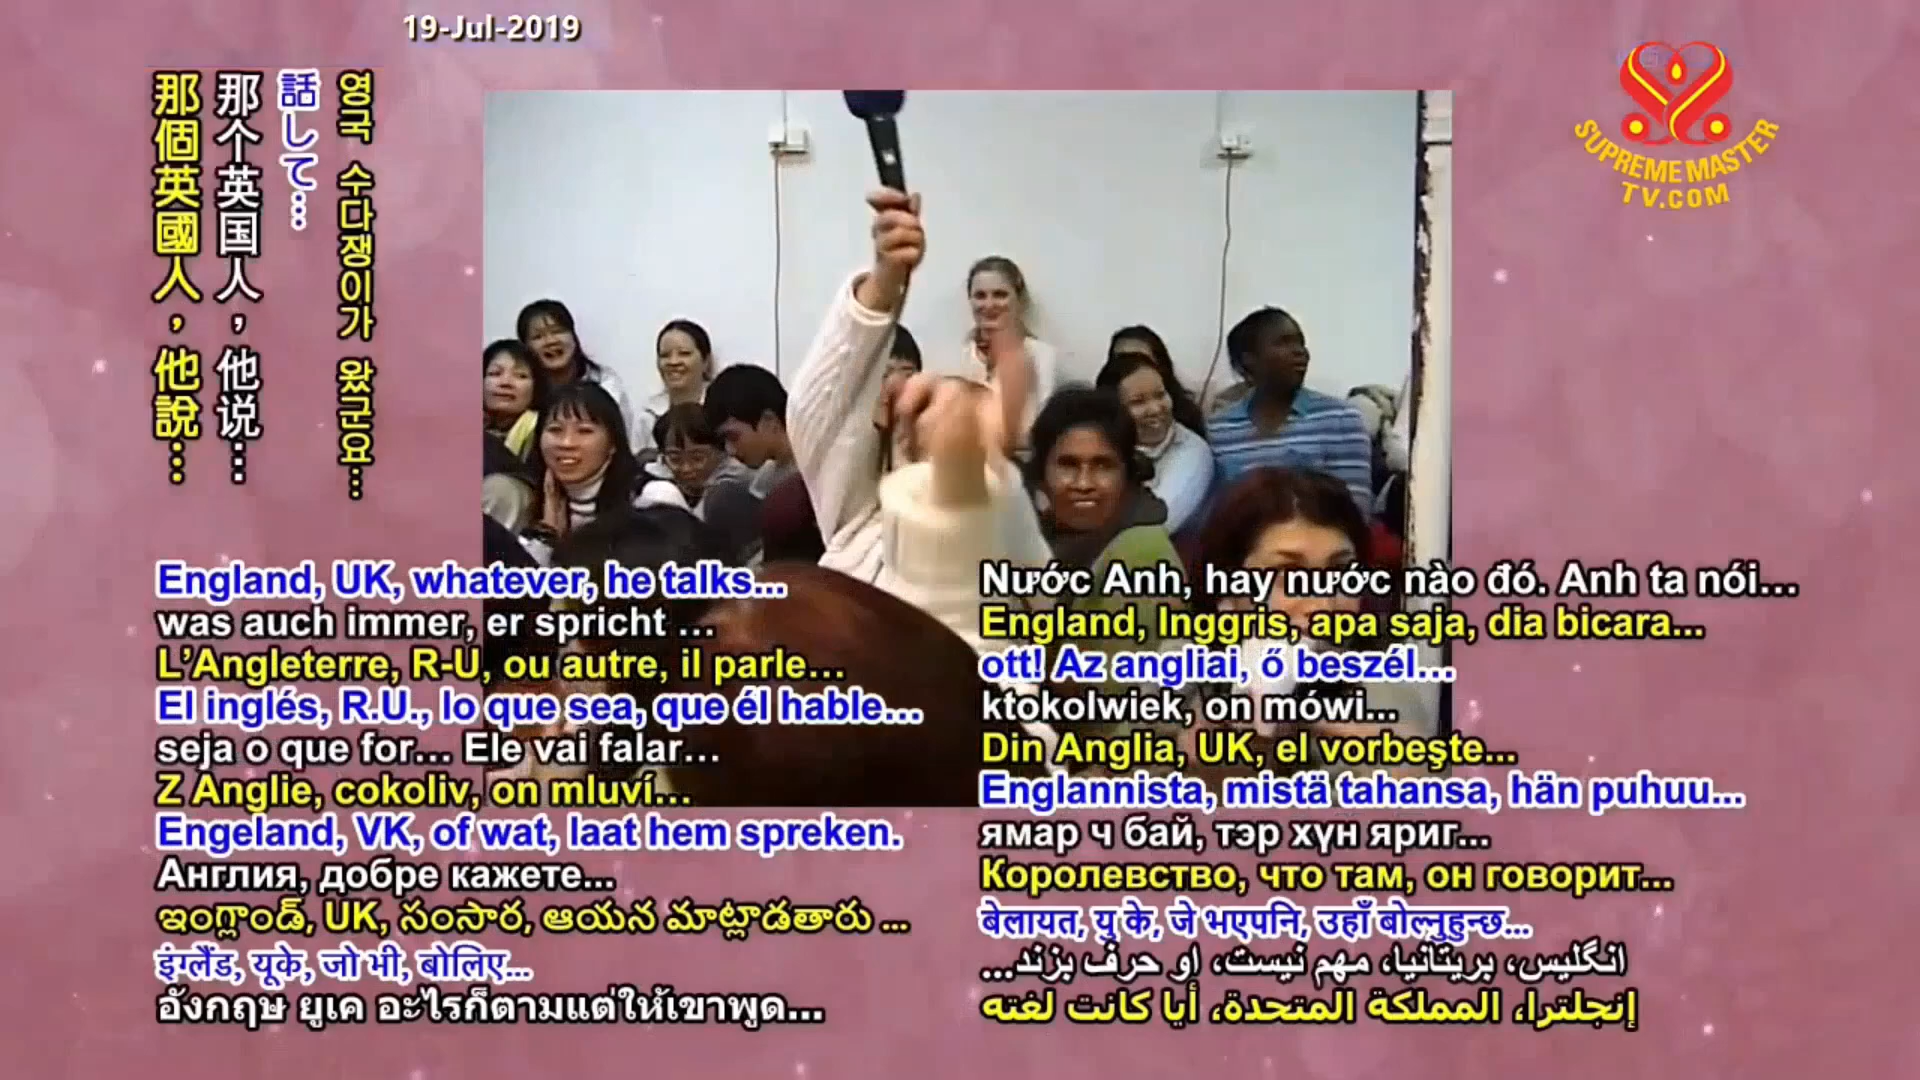 19-Jul-2019
SUPREME MASTER
TV.COM
영국 수다쟁이가 왔군요…
話して…
那个英国人，他说…
那個英國人，他說…
England, UK, whatever, he talks...
was auch immer, er spricht …
L’Angleterre, R-U, ou autre, il parle…
El inglés, R.U., lo que sea, que él hable...
seja o que for… Ele vai falar…
Z Anglie, cokoliv, on mluví…
Engeland, VK, of wat, laat hem spreken.
Англия, добре кажете...
ఇంగ్లాండ్, UK, సంసార, ఆయన మాట్లాడతారు ...
इंग्लैंड, यूके, जो भी, बोलिए...
อังกฤษ ยูเค อะไรก็ตามแต่ให้เขาพูด...
Nước Anh, hay nước nào đó. Anh ta nói…
England, Inggris, apa saja, dia bicara...
ott! Az angliai, ő beszél…
ktokolwiek, on mówi...
Din Anglia, UK, el vorbeşte...
Englannista, mistä tahansa, hän puhuu...
ямар ч бай, тэр хүн яриг...
Королевство, что там, он говорит...
बेलायत, यु के, जे भएपनि, उहाँ बोल्नुहुन्छ...
انگلیس، بریتانیا، مهم نیست، او حرف بزند...
إنجلترا، المملكة المتحدة، أيا كانت لغته